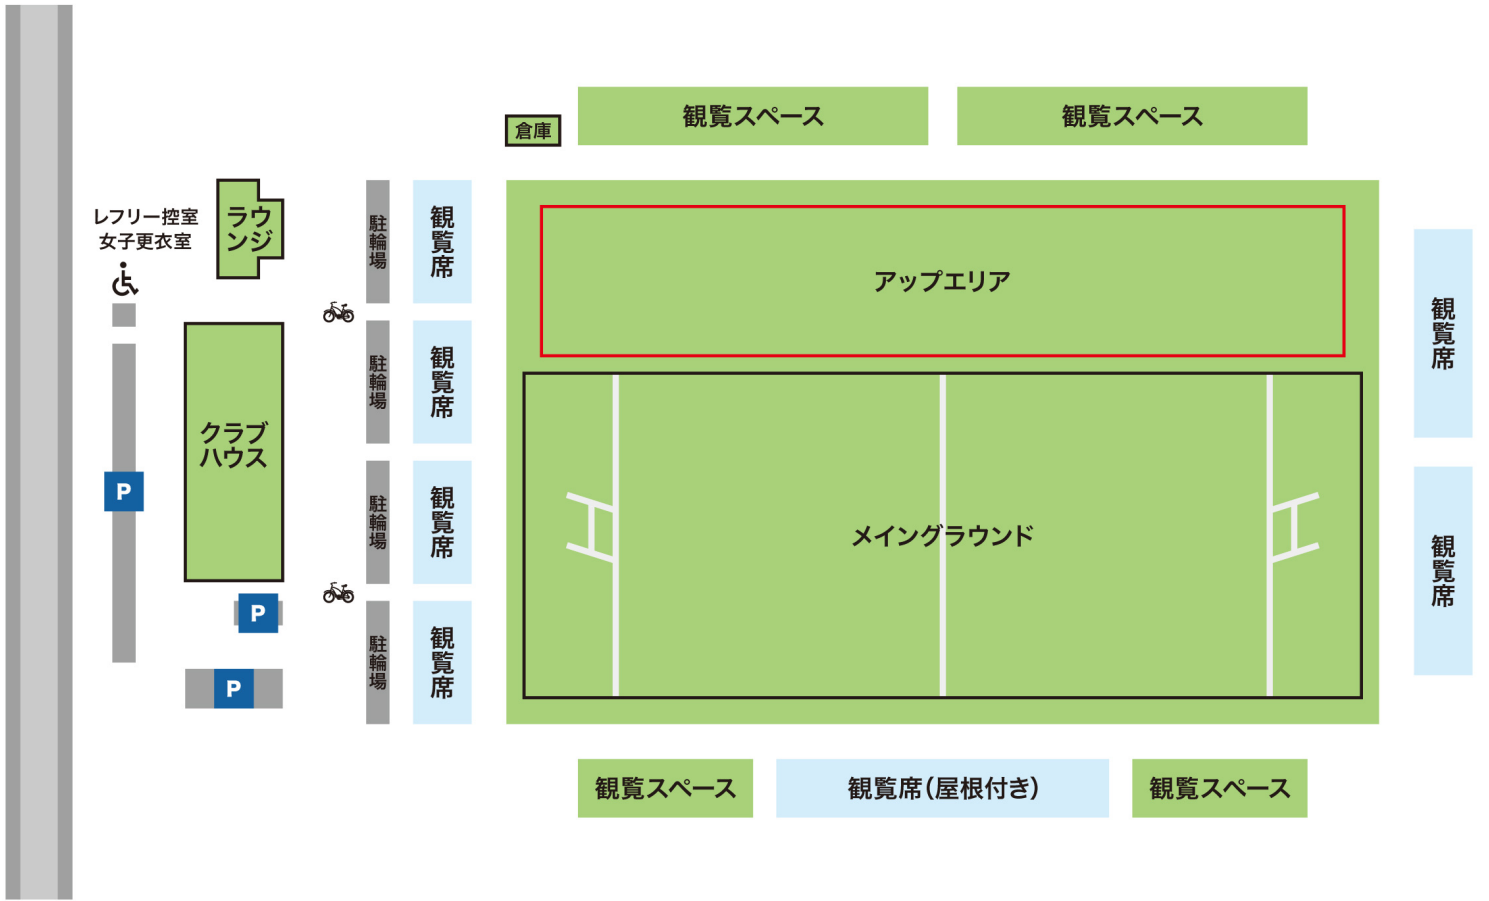 観覧スペース
観覧スペース
倉庫
レフリー控室
女子更衣室
ラウ
ンジ
駐輪場
観覧席
アップエリア
観覧席
駐輪場
観覧席
クラブ
ハウス
P
駐輪場
観覧席
メイングラウンド
観覧席
P
駐輪場
観覧席
P
観覧スペース
観覧席(屋根付き)
観覧スペース